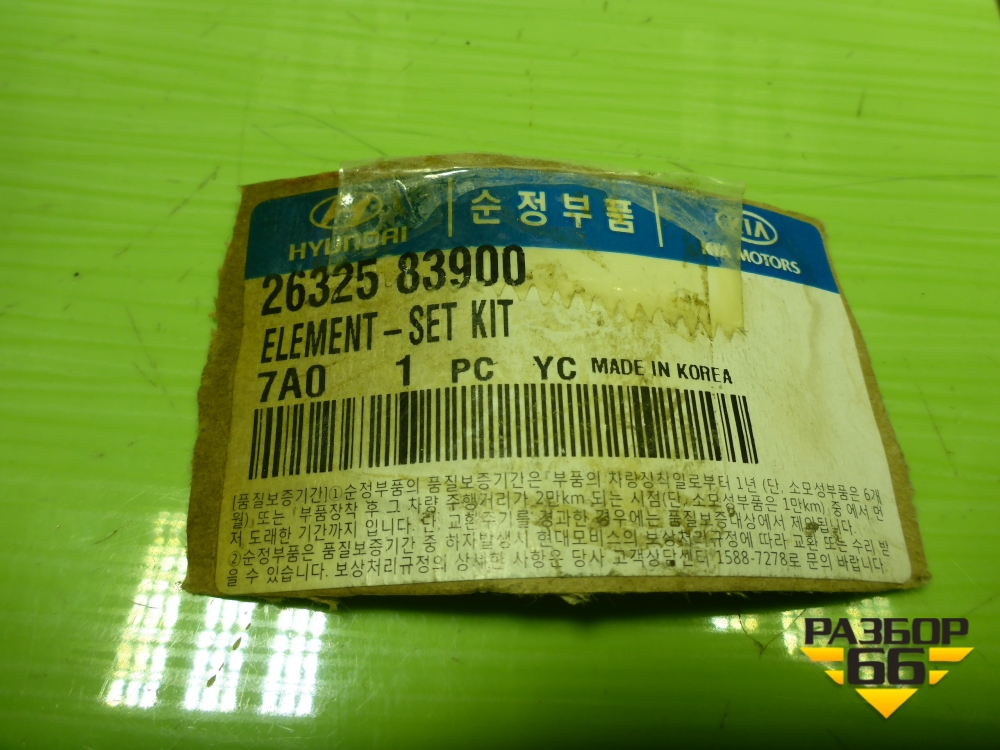 HYUNDAI 순정부품 KIA
KIA MOTORS
26325 83900
ELEMENT-SET KIT
7A0 1 PC YC MADE IN KOREA
[품질보증기간]①순정부품의 품질보증기간은 부품의 차량장착일로부터 1년 (단, 소모성부품은 6개
월) 또는 부품장착 후 그 차량 주행거리가 2만km 되는 시점(단, 소모성부품은 1만km) 중 에서 먼
저 도래한 기간까지 입니다. 단 교환주기를 경과한 경우에는 품질보증대상에서 제외됩니다.
②순정부품은 품질보증기간 중 하자발생시 현대모비스의 보상처리규정에 따라 교환 또는 수리 받
을 수 있습니다. 보상처리규정의 상세한 사항은 당사 고객상담센터 1588-7278로 문의 바랍니다.
РАЗБОР
66